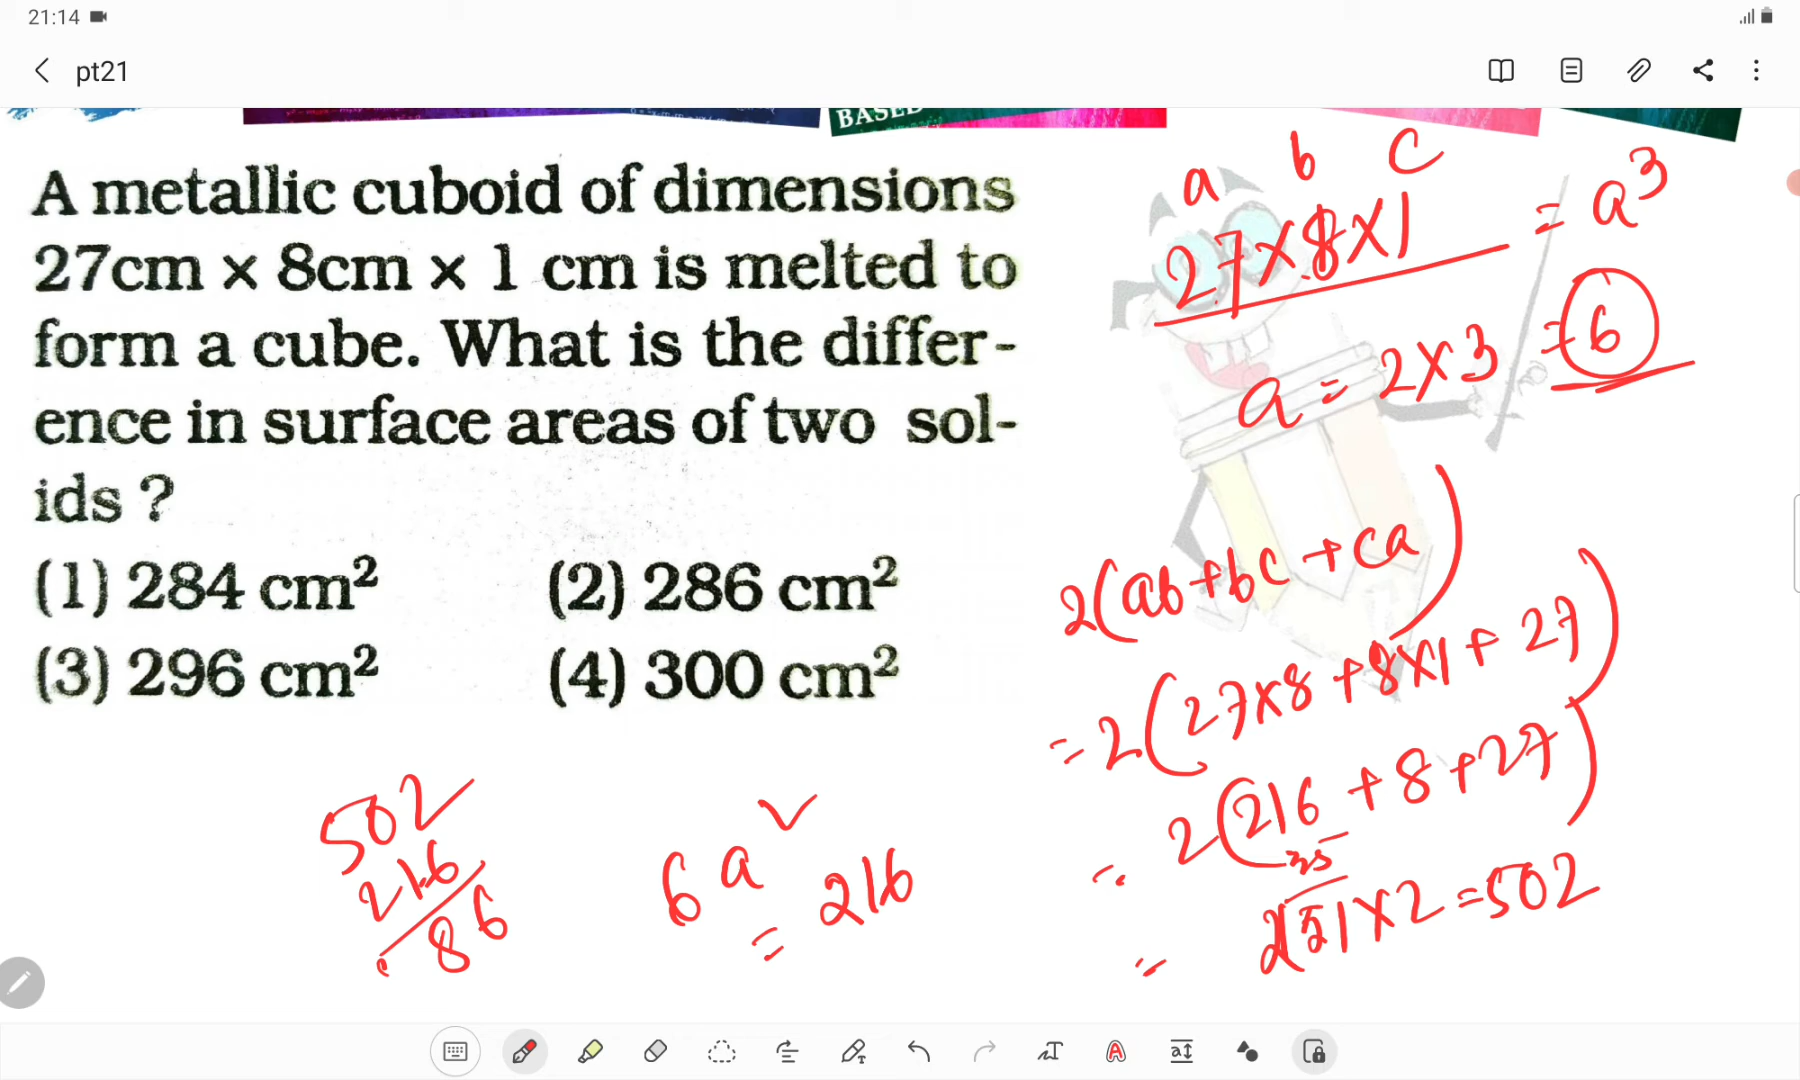 21:14
pt21
BASED
A metallic cuboid of dimensions
27cm × 8cm × 1 cm is melted to
form a cube. What is the differ-
ence in surface areas of two sol-
ids ?
(1) 284 cm² (2) 286 cm²
(3) 296 cm² (4) 300 cm²
a b c
27×8×1 = a³
a = 2×3 = 6
2(ab+bc+ca)
= 2(27×8+8×1+27)
= 2(216+8+27)
35
= 251×2=502
502
216
86
6a
= 216